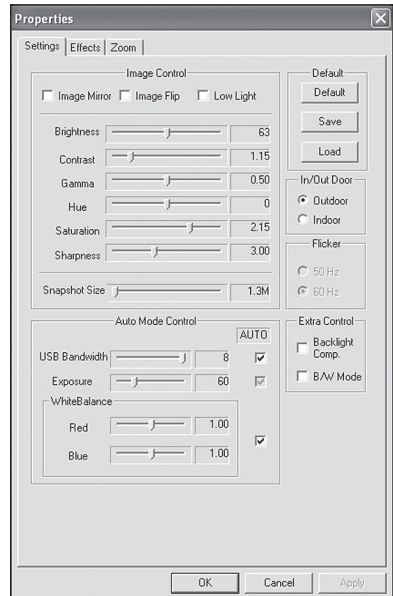 Properties
Settings Effects Zoom
Image Control
Image Mirror Image Flip Low Light
Brightness 63
Contrast 1.15
Gamma 0.50
Hue 0
Saturation 2.15
Sharpness 3.00
Snapshot Size 1.3M
Default
Default
Save
Load
In/Out Door
Outdoor
Indoor
Flicker
50 Hz
60 Hz
Auto Mode Control
AUTO
USB Bandwidth 8
Exposure 60
WhiteBalance
Red 1.00
Blue 1.00
Extra Control
Backlight
Comp.
B/W Mode
OK Cancel Apply